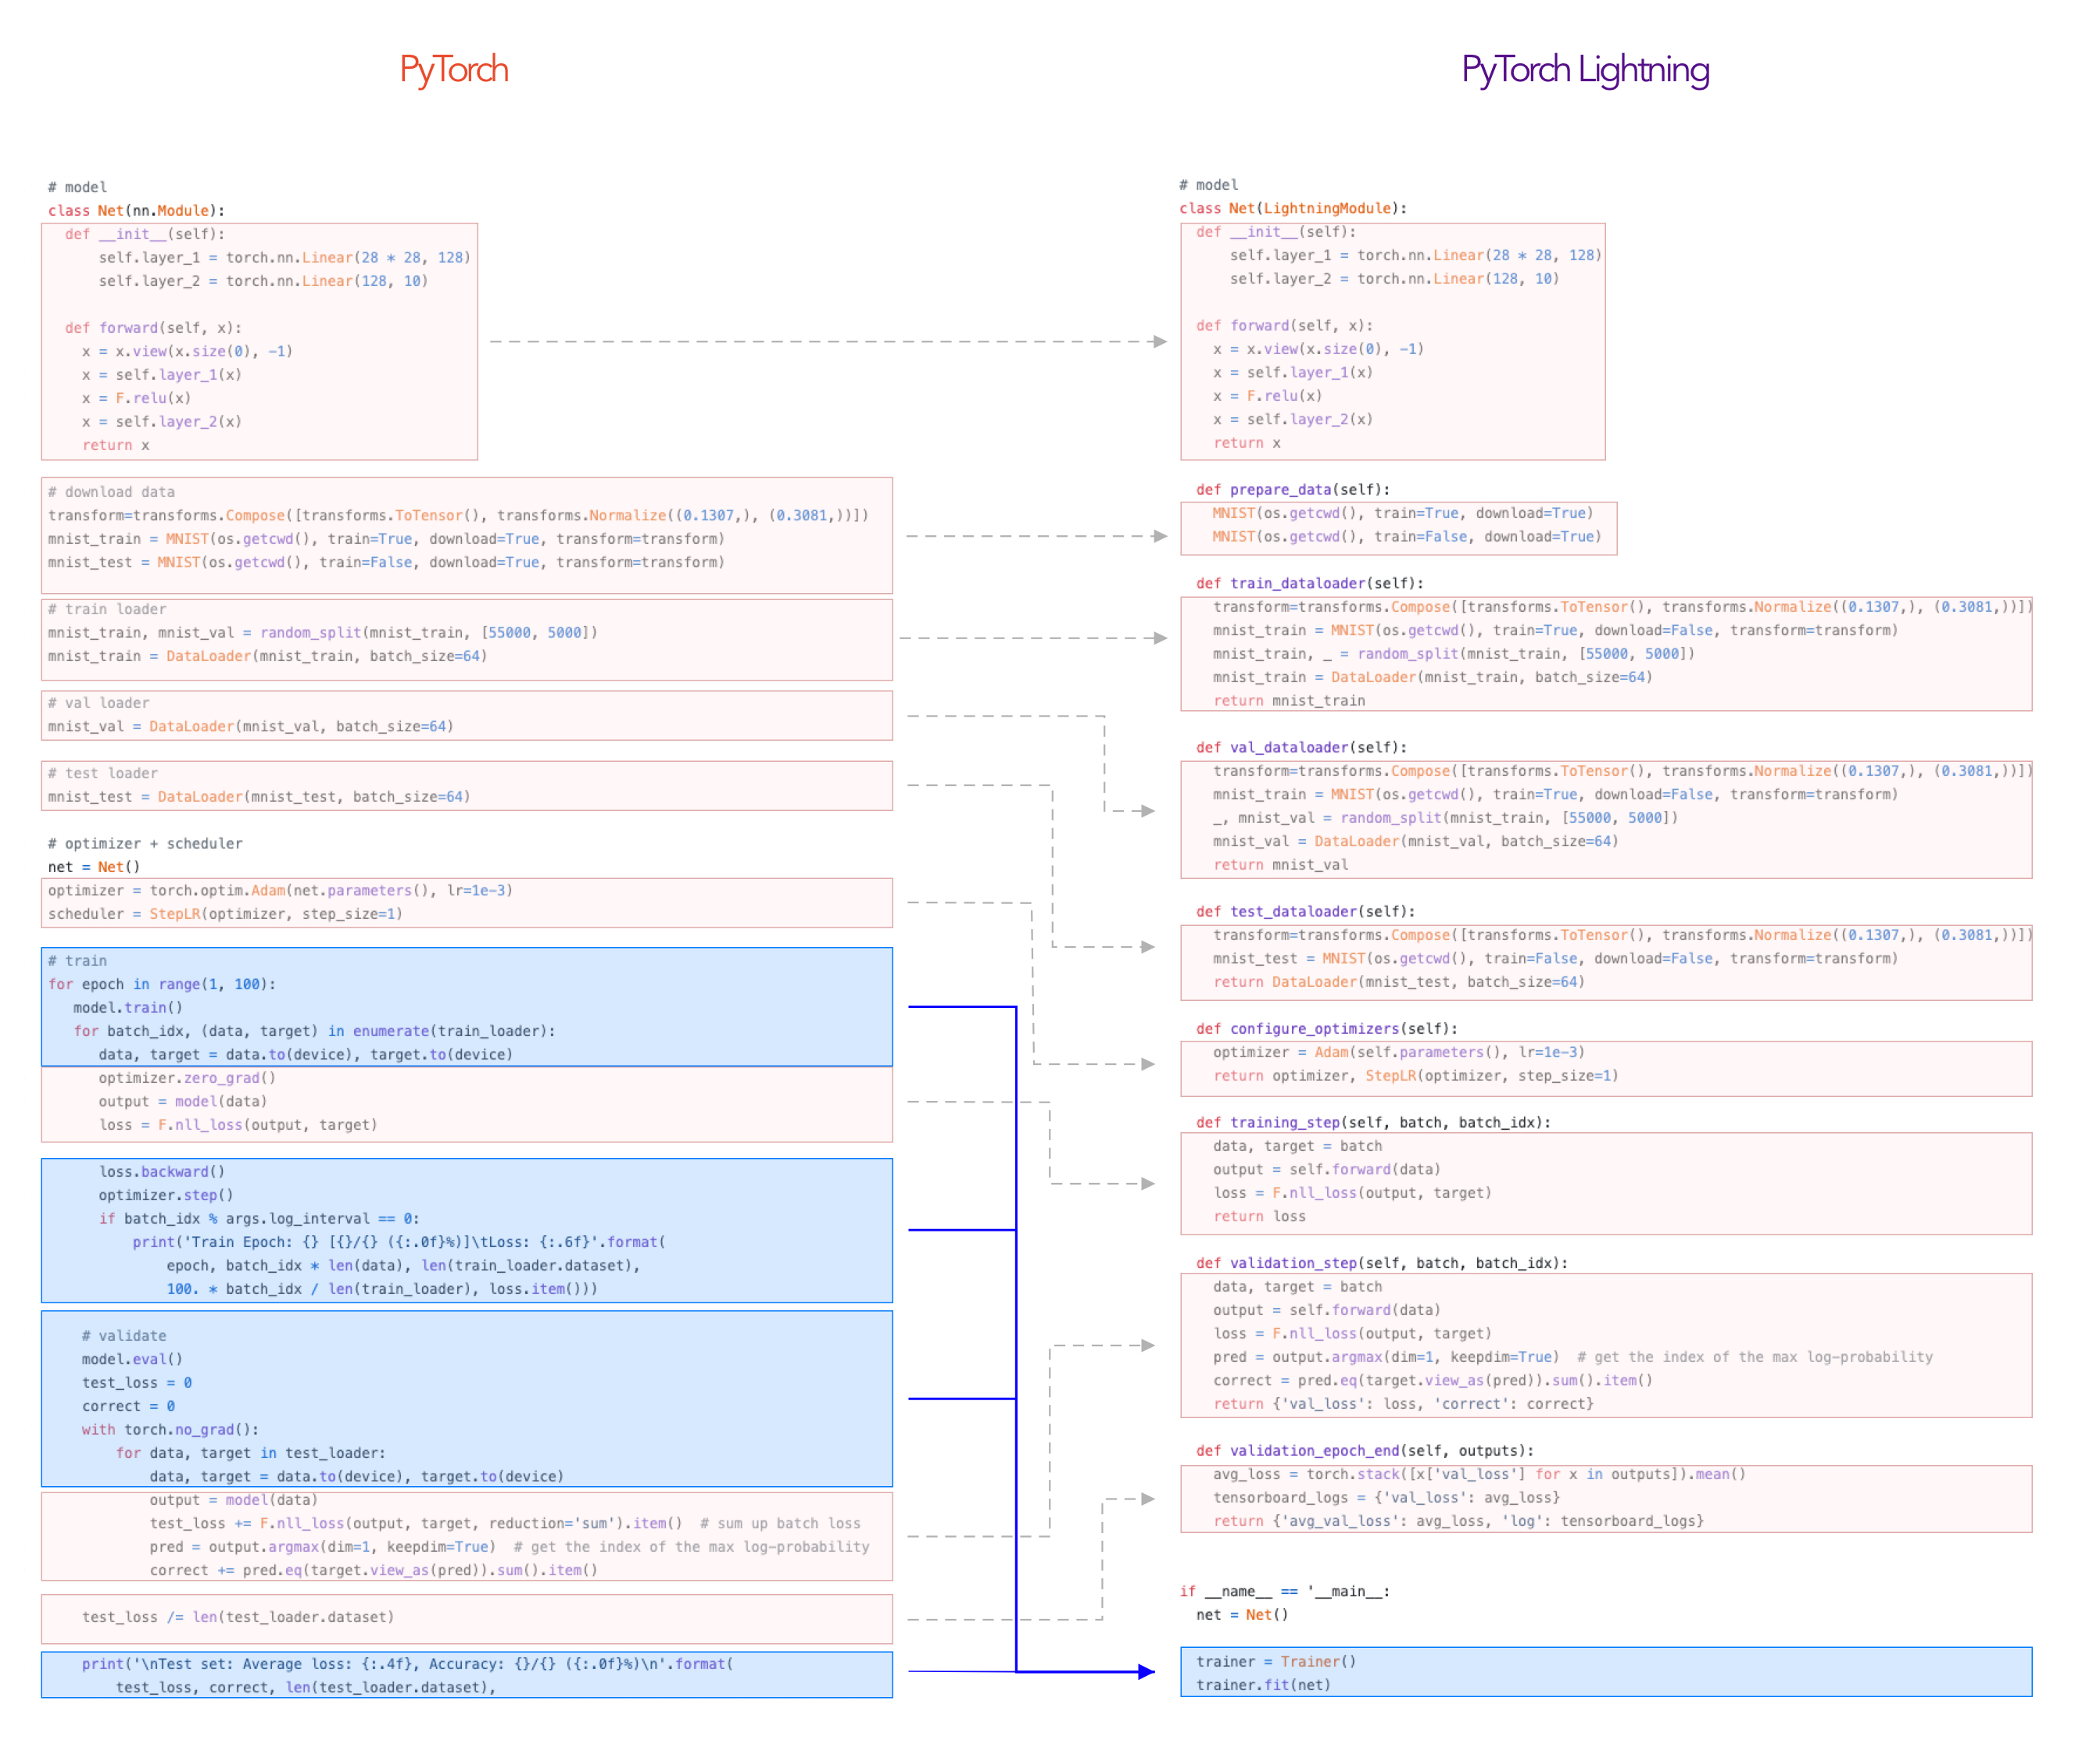 PyTorch
# model
class Net(nn.Module):
def __init__(self):
self.layer_1 = torch.nn.Linear(28 * 28, 128)
self.layer_2 = torch.nn.Linear(128, 10)
def forward(self, x):
x = x.view(x.size(0), -1)
x = self.layer_1(x)
x = F.relu(x)
x = self.layer_2(x)
return x
# download data
transform=transforms.Compose([transforms.ToTensor(), transforms.Normalize((0.1307,), (0.3081,))])
mnist_train = MNIST(os.getcwd(), train=True, download=True, transform=transform)
mnist_test = MNIST(os.getcwd(), train=False, download=True, transform=transform)
# train loader
mnist_train, mnist_val = random_split(mnist_train, [55000, 5000])
mnist_train = DataLoader(mnist_train, batch_size=64)
# val loader
mnist_val = DataLoader(mnist_val, batch_size=64)
# test loader
mnist_test = DataLoader(mnist_test, batch_size=64)
# optimizer + scheduler
net = Net()
optimizer = torch.optim.Adam(net.parameters(), lr=1e-3)
scheduler = StepLR(optimizer, step_size=1)
# train
for epoch in range(1, 100):
model.train()
for batch_idx, (data, target) in enumerate(train_loader):
data, target = data.to(device), target.to(device)
optimizer.zero_grad()
output = model(data)
loss = F.nll_loss(output, target)
loss.backward()
optimizer.step()
if batch_idx % args.log_interval == 0:
print('Train Epoch: {} [{}/{} ({:.0f}%)]\tLoss: {:.6f}'.format(
epoch, batch_idx * len(data), len(train_loader.dataset),
100. * batch_idx / len(train_loader), loss.item()))
# validate
model.eval()
test_loss = 0
correct = 0
with torch.no_grad():
for data, target in test_loader:
data, target = data.to(device), target.to(device)
output = model(data)
test_loss += F.nll_loss(output, target, reduction='sum').item()  # sum up batch loss
pred = output.argmax(dim=1, keepdim=True)  # get the index of the max log-probability
correct += pred.eq(target.view_as(pred)).sum().item()
test_loss /= len(test_loader.dataset)
print('\nTest set: Average loss: {:.4f}, Accuracy: {}/{} ({:.0f}%)\n'.format(
test_loss, correct, len(test_loader.dataset),
PyTorch Lightning
# model
class Net(LightningModule):
def __init__(self):
self.layer_1 = torch.nn.Linear(28 * 28, 128)
self.layer_2 = torch.nn.Linear(128, 10)
def forward(self, x):
x = x.view(x.size(0), -1)
x = self.layer_1(x)
x = F.relu(x)
x = self.layer_2(x)
return x
def prepare_data(self):
MNIST(os.getcwd(), train=True, download=True)
MNIST(os.getcwd(), train=False, download=True)
def train_dataloader(self):
transform=transforms.Compose([transforms.ToTensor(), transforms.Normalize((0.1307,), (0.3081,))])
mnist_train = MNIST(os.getcwd(), train=True, download=False, transform=transform)
mnist_train, _ = random_split(mnist_train, [55000, 5000])
mnist_train = DataLoader(mnist_train, batch_size=64)
return mnist_train
def val_dataloader(self):
transform=transforms.Compose([transforms.ToTensor(), transforms.Normalize((0.1307,), (0.3081,))])
mnist_train = MNIST(os.getcwd(), train=True, download=False, transform=transform)
_, mnist_val = random_split(mnist_train, [55000, 5000])
mnist_val = DataLoader(mnist_val, batch_size=64)
return mnist_val
def test_dataloader(self):
transform=transforms.Compose([transforms.ToTensor(), transforms.Normalize((0.1307,), (0.3081,))])
mnist_test = MNIST(os.getcwd(), train=False, download=False, transform=transform)
return DataLoader(mnist_test, batch_size=64)
def configure_optimizers(self):
optimizer = Adam(self.parameters(), lr=1e-3)
return optimizer, StepLR(optimizer, step_size=1)
def training_step(self, batch, batch_idx):
data, target = batch
output = self.forward(data)
loss = F.nll_loss(output, target)
return loss
def validation_step(self, batch, batch_idx):
data, target = batch
output = self.forward(data)
loss = F.nll_loss(output, target)
pred = output.argmax(dim=1, keepdim=True)  # get the index of the max log-probability
correct = pred.eq(target.view_as(pred)).sum().item()
return {'val_loss': loss, 'correct': correct}
def validation_epoch_end(self, outputs):
avg_loss = torch.stack([x['val_loss'] for x in outputs]).mean()
tensorboard_logs = {'val_loss': avg_loss}
return {'avg_val_loss': avg_loss, 'log': tensorboard_logs}
if __name__ == '__main__:
net = Net()
trainer = Trainer()
trainer.fit(net)